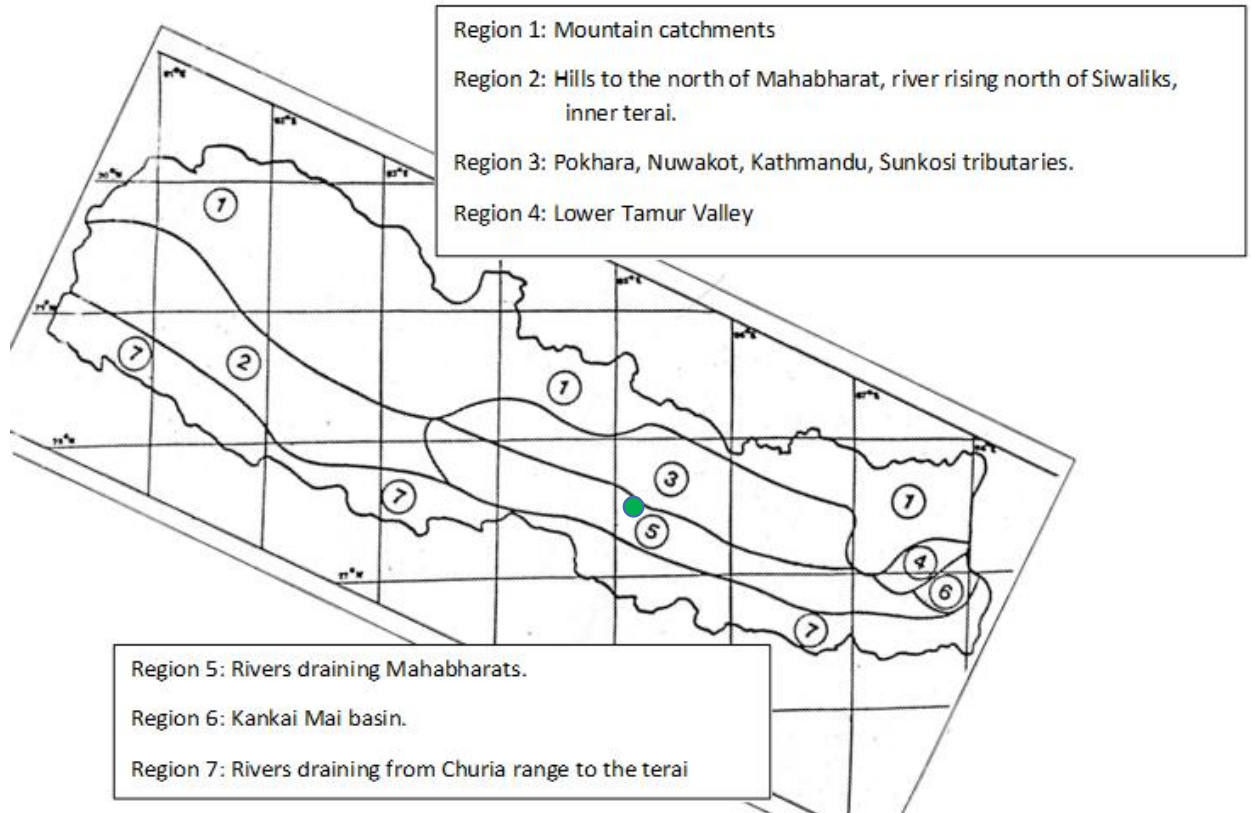 Region 1: Mountain catchments
Region 2: Hills to the north of Mahabharat, river rising north of Siwaliks,
inner terai.
Region 3: Pokhara, Nuwakot, Kathmandu, Sunkosi tributaries.
Region 4: Lower Tamur Valley
1
7
2
1
7
3
5
1
4
6
7
Region 5: Rivers draining Mahabharats.
Region 6: Kankai Mai basin.
Region 7: Rivers draining from Churia range to the terai